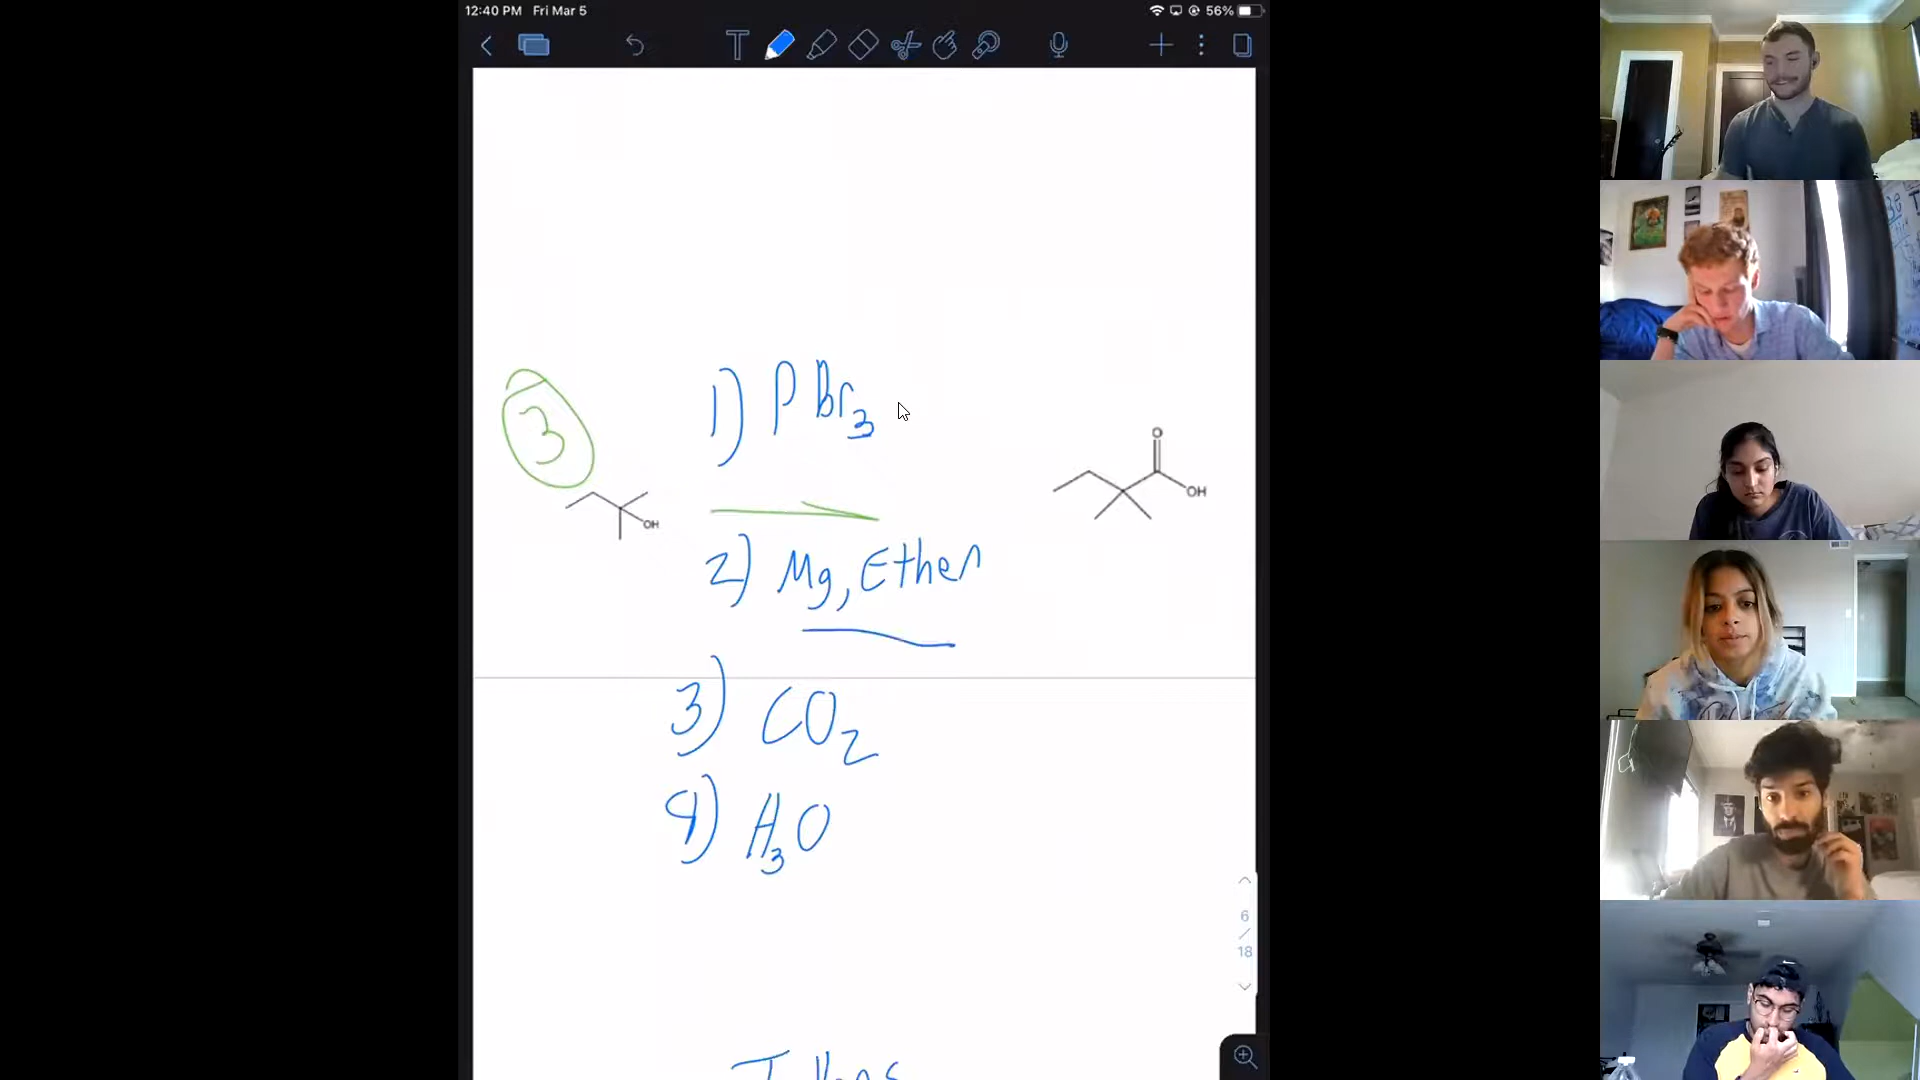 12:40 PM Fri Mar 5
56%
T
3
1) PBr3
O
OH
OH
2) Mg, Ether
3) CO2
4) H3O
6
/
18